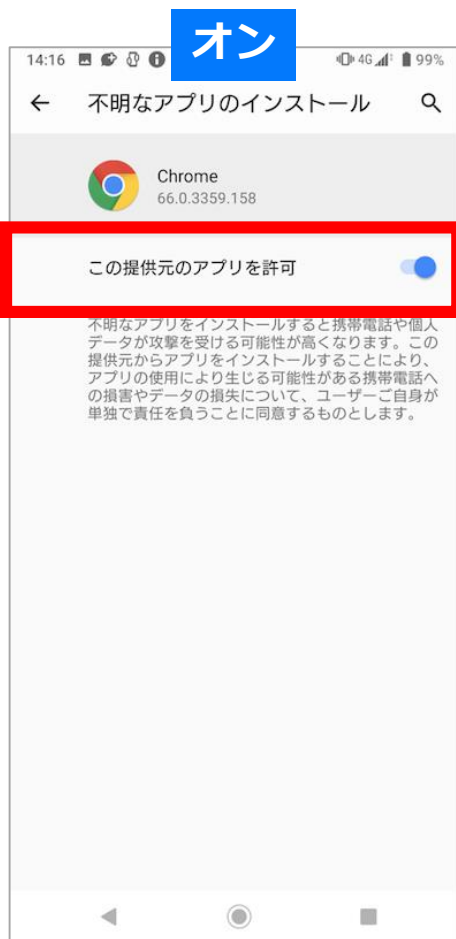 オン
14:16
4G
99%
不明なアプリのインストール
Chrome
66.0.3359.158
この提供元のアプリを許可
不明なアプリをインストールすると携帯電話や個人
データが攻撃を受ける可能性が高くなります。この
提供元からアプリをインストールすることにより、
アプリの使用により生じる可能性がある携帯電話へ
の損害やデータの損失について、ユーザーご自身が
単独で責任を負うことに同意するものとします。